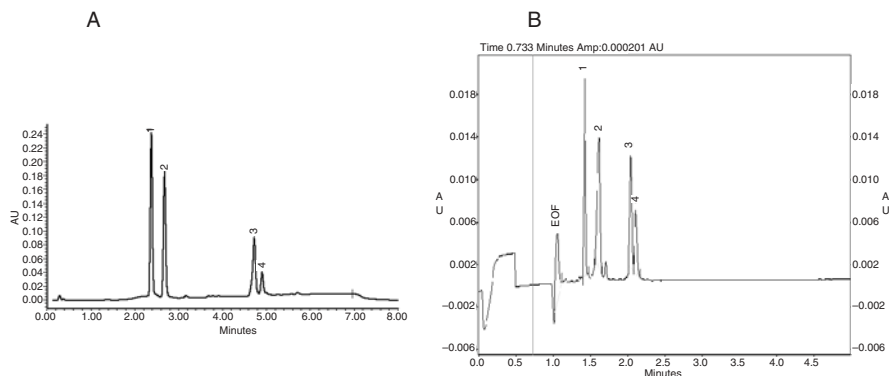 A
B
Time 0.733 Minutes Amp:0.000201 AU
0.24
0.22
0.20
0.18
0.16
0.14
0.12
0.10
0.08
0.06
0.04
0.02
0.00
AU
1
2
3
4
0.00 1.00 2.00 3.00 4.00 5.00 6.00 7.00 8.00
Minutes
0.018
0.014
0.010
0.006
0.002
−0.002
−0.006
A
U
EOF
1
2
3
4
0.018
0.014
0.010
A
U
0.006
0.002
−0.002
−0.006
0.0 0.5 1.0 1.5 2.0 2.5 3.0 3.5 4.0 4.5
Minutes